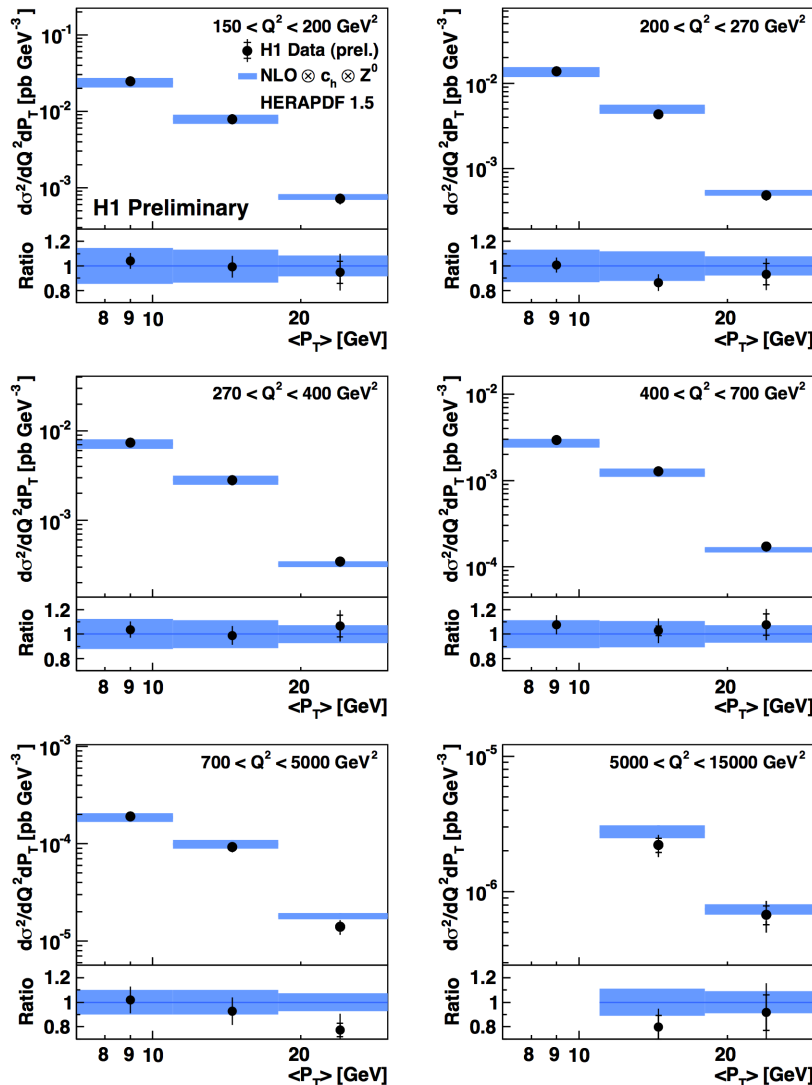 150 < Q² < 200 GeV²
H1 Data (prel.)
NLO ⊗ c_h ⊗ Z⁰
HERAPDF 1.5
H1 Preliminary
dσ²/dQ²dP_T [pb GeV⁻³]
10⁻¹
10⁻²
10⁻³
Ratio
1.2
1
0.8
8 9 10 20
<P_T> [GeV]
200 < Q² < 270 GeV²
dσ²/dQ²dP_T [pb GeV⁻³]
10⁻²
10⁻³
Ratio
1.2
1
0.8
8 9 10 20
<P_T> [GeV]
270 < Q² < 400 GeV²
dσ²/dQ²dP_T [pb GeV⁻³]
10⁻²
10⁻³
Ratio
1.2
1
0.8
8 9 10 20
<P_T> [GeV]
400 < Q² < 700 GeV²
dσ²/dQ²dP_T [pb GeV⁻³]
10⁻²
10⁻³
10⁻⁴
Ratio
1.2
1
0.8
8 9 10 20
<P_T> [GeV]
700 < Q² < 5000 GeV²
dσ²/dQ²dP_T [pb GeV⁻³]
10⁻³
10⁻⁴
10⁻⁵
Ratio
1.2
1
0.8
8 9 10 20
<P_T> [GeV]
5000 < Q² < 15000 GeV²
dσ²/dQ²dP_T [pb GeV⁻³]
10⁻⁵
10⁻⁶
Ratio
1.2
1
0.8
8 9 10 20
<P_T> [GeV]